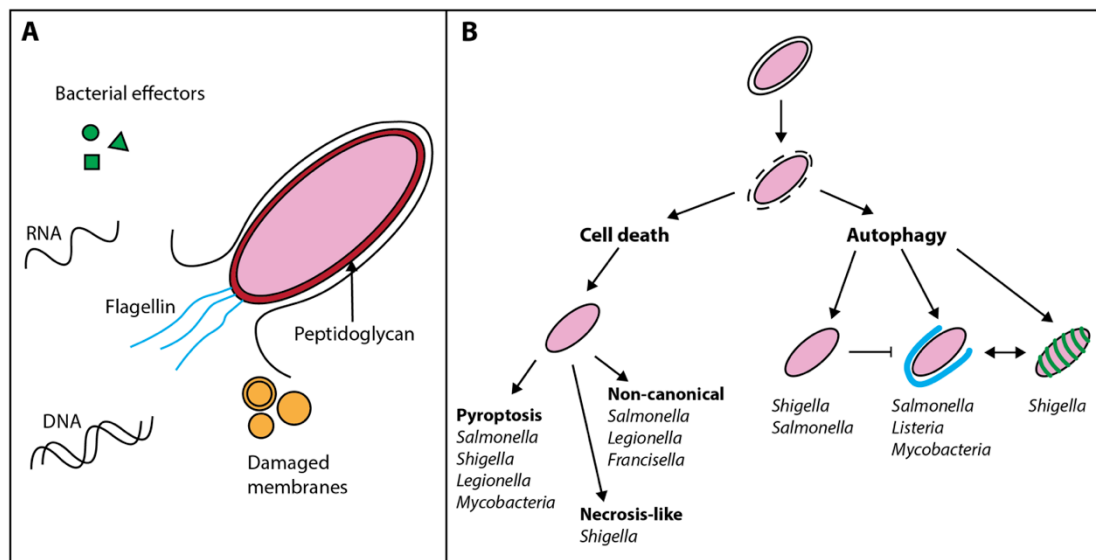 A
Bacterial effectors
RNA
Flagellin
Peptidoglycan
DNA
Damaged
membranes
B
Cell death
Autophagy
Pyroptosis
Salmonella
Shigella
Legionella
Mycobacteria
Non-canonical
Salmonella
Legionella
Francisella
Necrosis-like
Shigella
Shigella
Salmonella
Salmonella
Listeria
Mycobacteria
Shigella